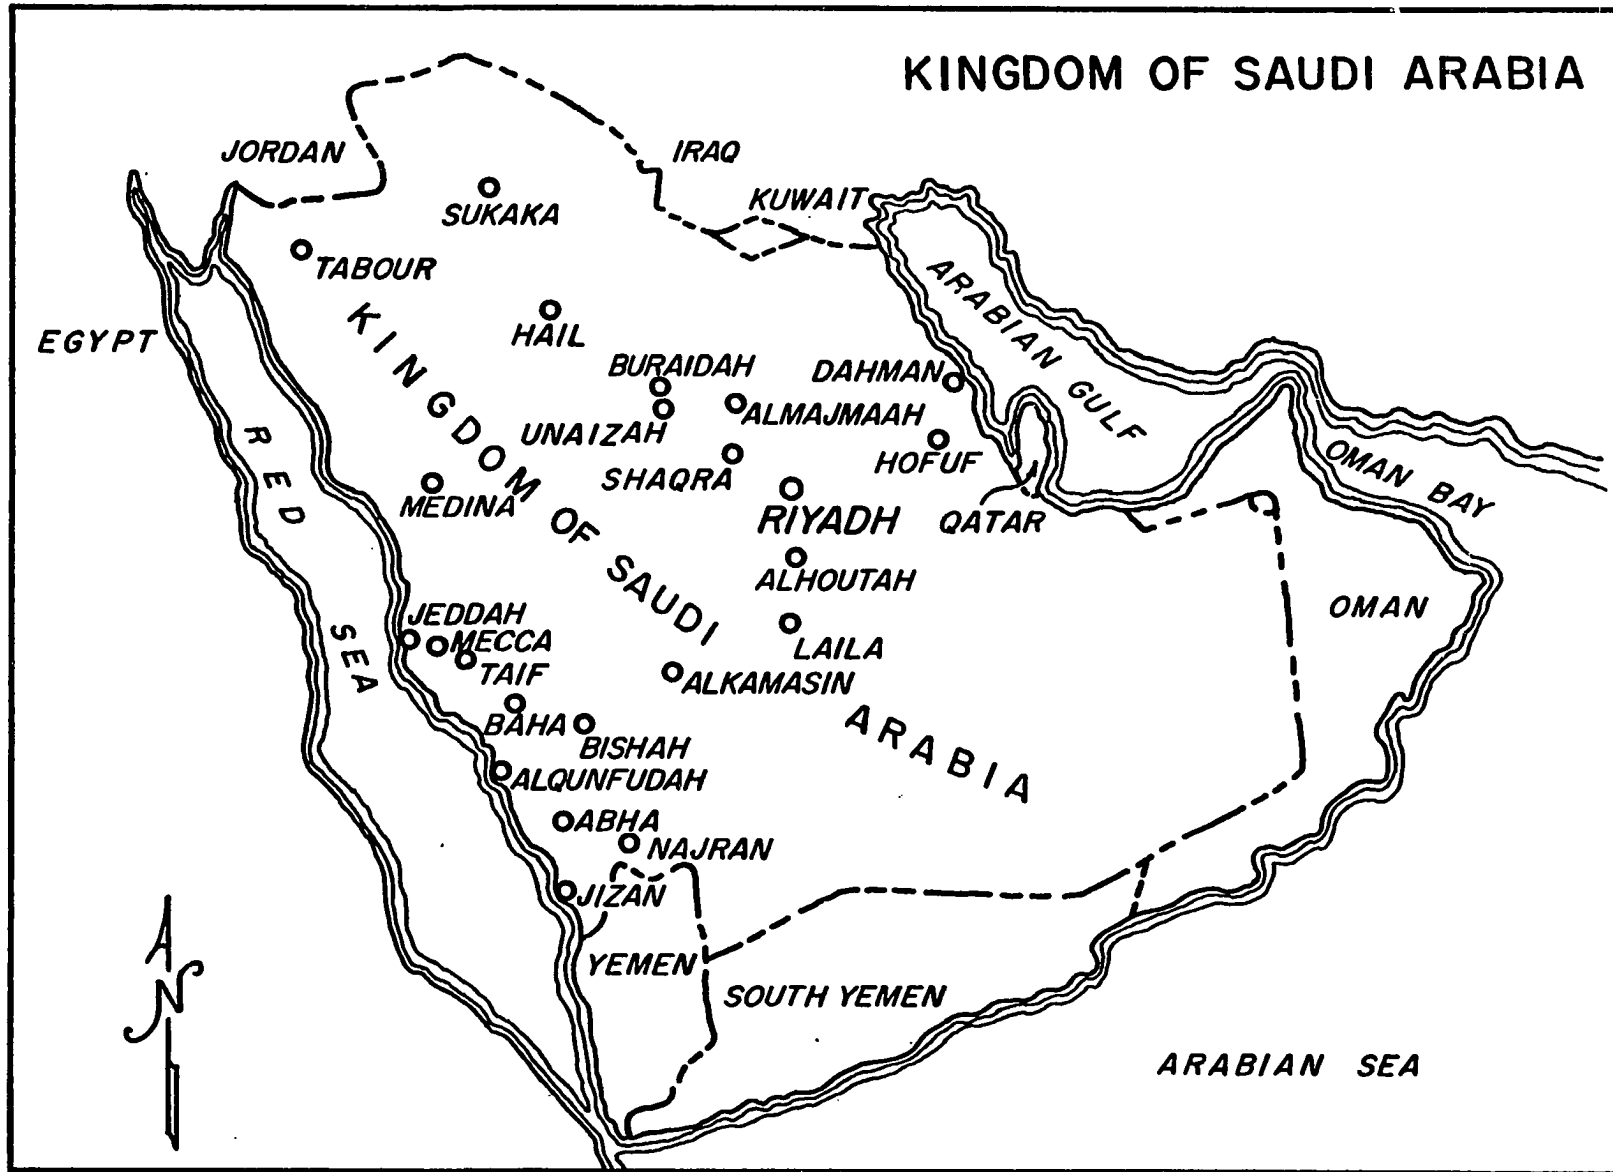 KINGDOM OF SAUDI ARABIA
JORDAN
IRAQ
SUKAKA
KUWAIT
TABOUR
ARABIAN GULF
EGYPT
HAIL
KINGDOM OF SAUDI ARABIA
BURAIDAH
DAHMAN
ALMAJMAAH
UNAIZAH
HOFUF
SHAQRA
OMAN BAY
RED SEA
MEDINA
RIYADH
QATAR
ALHOUTAH
OMAN
JEDDAH
MECCA
LAILA
TAIF
ALKAMASIN
BAHA
BISHAH
ALQUNFUDAH
ABHA
NAJRAN
JIZAN
YEMEN
SOUTH YEMEN
N
ARABIAN SEA